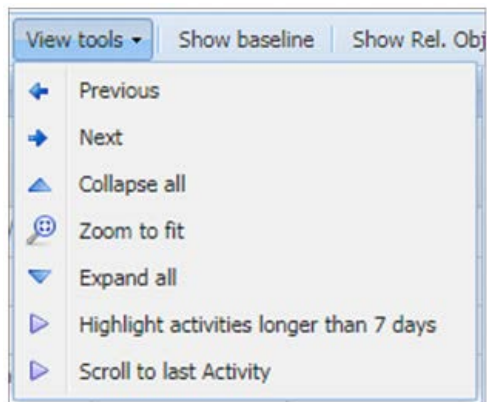 View tools Show baseline Show Rel. Obj
Previous
Next
Collapse all
Zoom to fit
Expand all
Highlight activities longer than 7 days
Scroll to last Activity